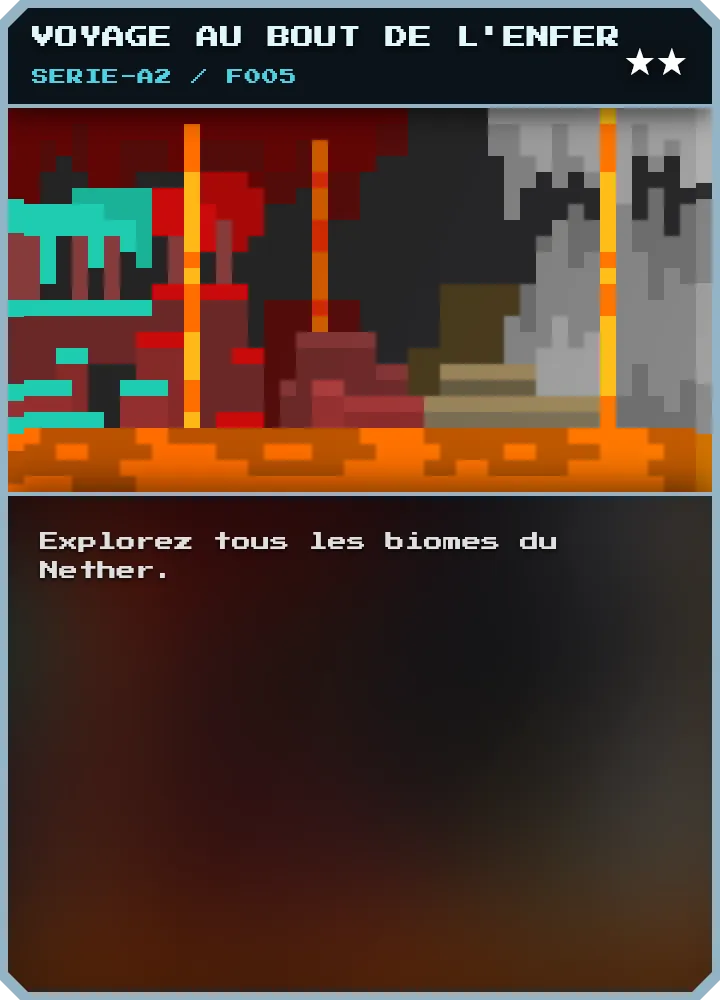 VOYAGE AU BOUT DE L'ENFER
SERIE-A2 / F005
Explorez tous les biomes du
Nether.